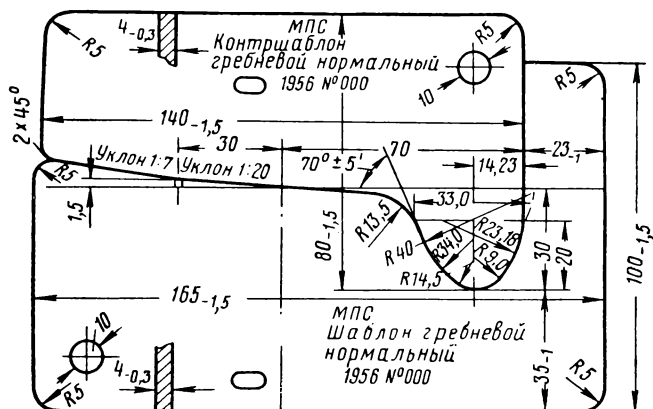 R5
4-0,3
МПС
Контршаблон
гребневой нормальный
1956 №000
R5
10
R5
2×45°
140-1,5
30
70
23-1
Уклон 1:7
Уклон 1:20
70°±5'
14,23
R5
1,5
33,0
R13,5
80-1,5
R40
R34,0
R23,18
R9,0
R14,5
30
20
100-1,5
165-1,5
МПС
Шаблон гребневой
нормальный
1956 №000
10
4-0,3
R5
35-1
R5